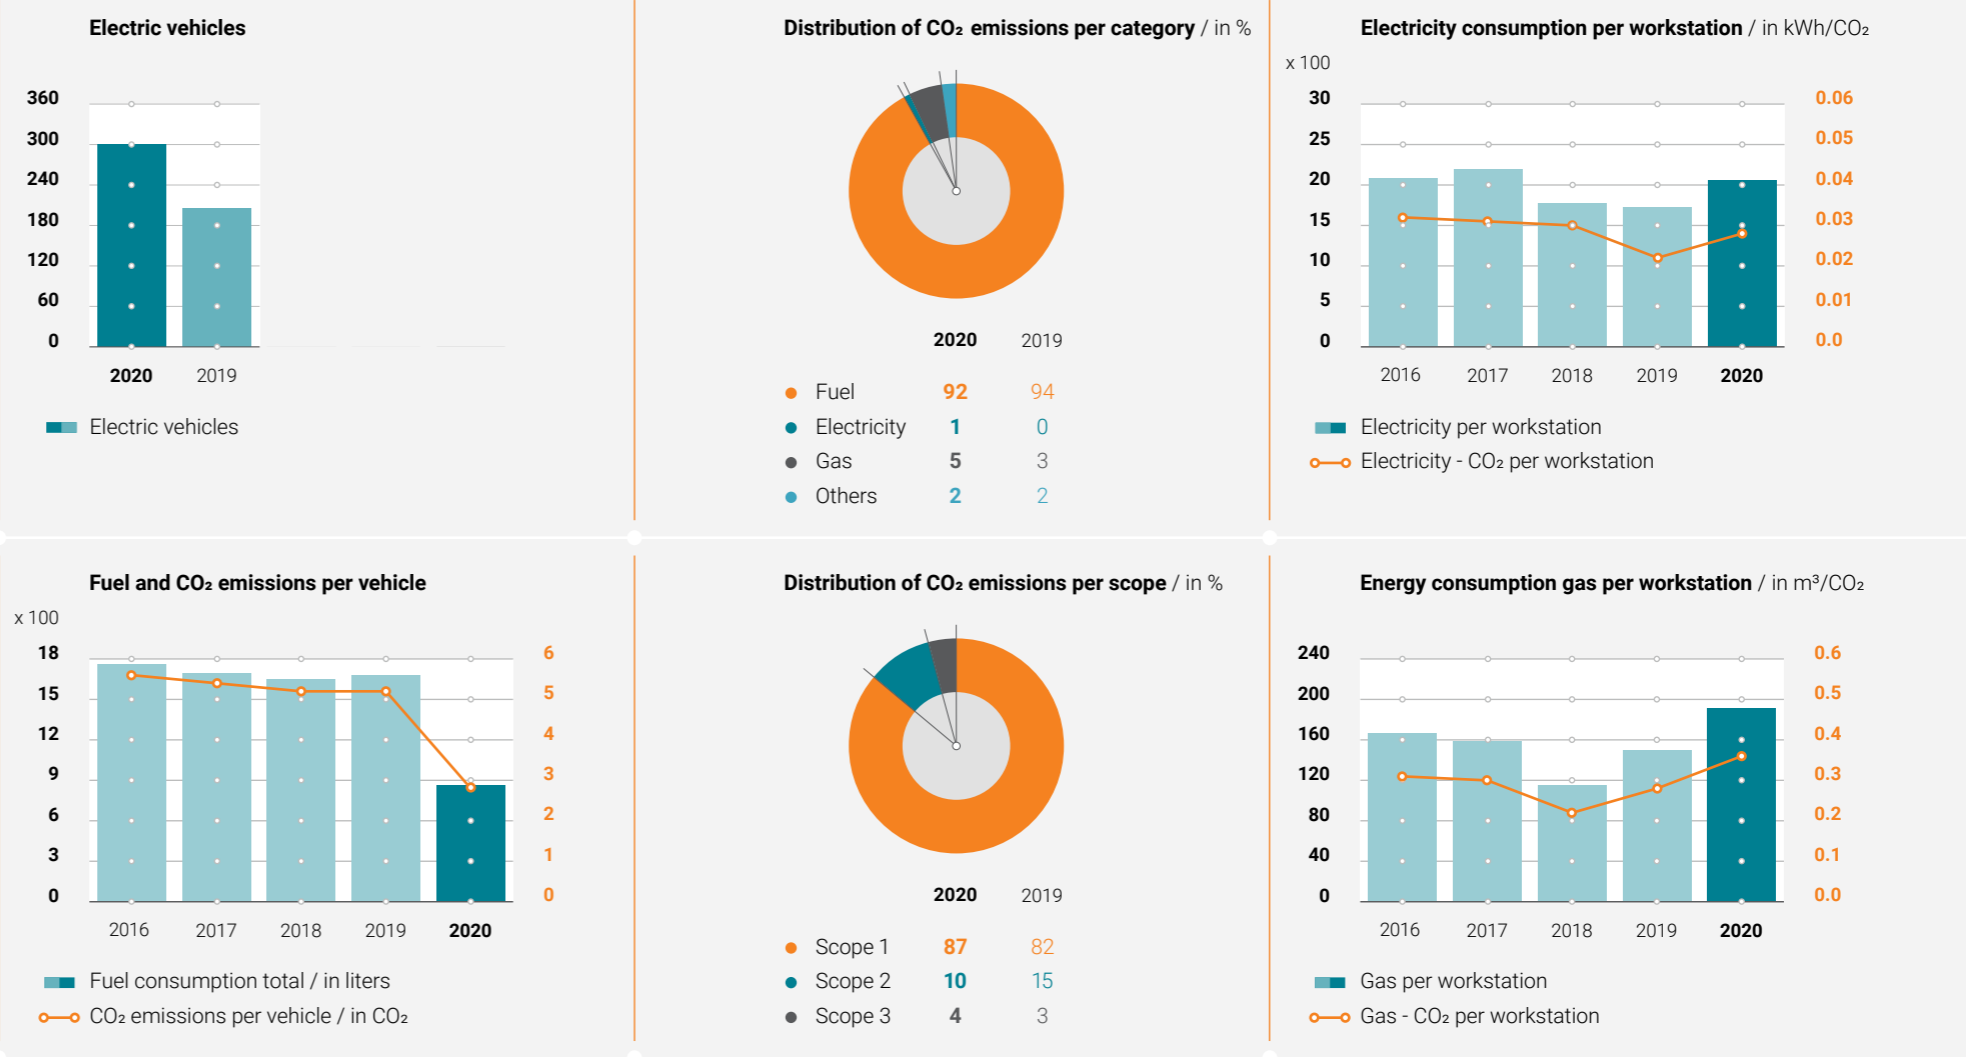 Electric vehicles
360
300
240
180
120
60
0
2020 2019
Electric vehicles
Distribution of CO₂ emissions per category / in %
2020 2019
Fuel 92 94
Electricity 1 0
Gas 5 3
Others 2 2
Electricity consumption per workstation / in kWh/CO₂
x 100
30 0.06
25 0.05
20 0.04
15 0.03
10 0.02
5 0.01
0 0.0
2016 2017 2018 2019 2020
Electricity per workstation
Electricity - CO₂ per workstation
Fuel and CO₂ emissions per vehicle
x 100
18 6
15 5
12 4
9 3
6 2
3 1
0 0
2016 2017 2018 2019 2020
Fuel consumption total / in liters
CO₂ emissions per vehicle / in CO₂
Distribution of CO₂ emissions per scope / in %
2020 2019
Scope 1 87 82
Scope 2 10 15
Scope 3 4 3
Energy consumption gas per workstation / in m³/CO₂
240 0.6
200 0.5
160 0.4
120 0.3
80 0.2
40 0.1
0 0.0
2016 2017 2018 2019 2020
Gas per workstation
Gas - CO₂ per workstation